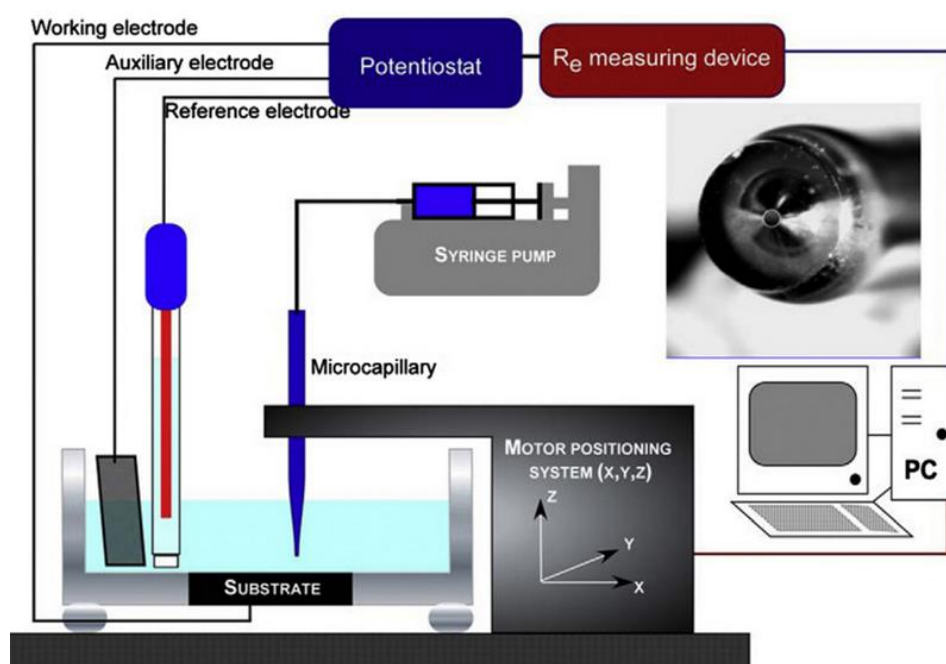 Working electrode
Auxiliary electrode
Reference electrode
Potentiostat
Re measuring device
SYRINGE PUMP
Microcapillary
MOTOR POSITIONING
SYSTEM (X,Y,Z)
Z
Y
X
PC
SUBSTRATE